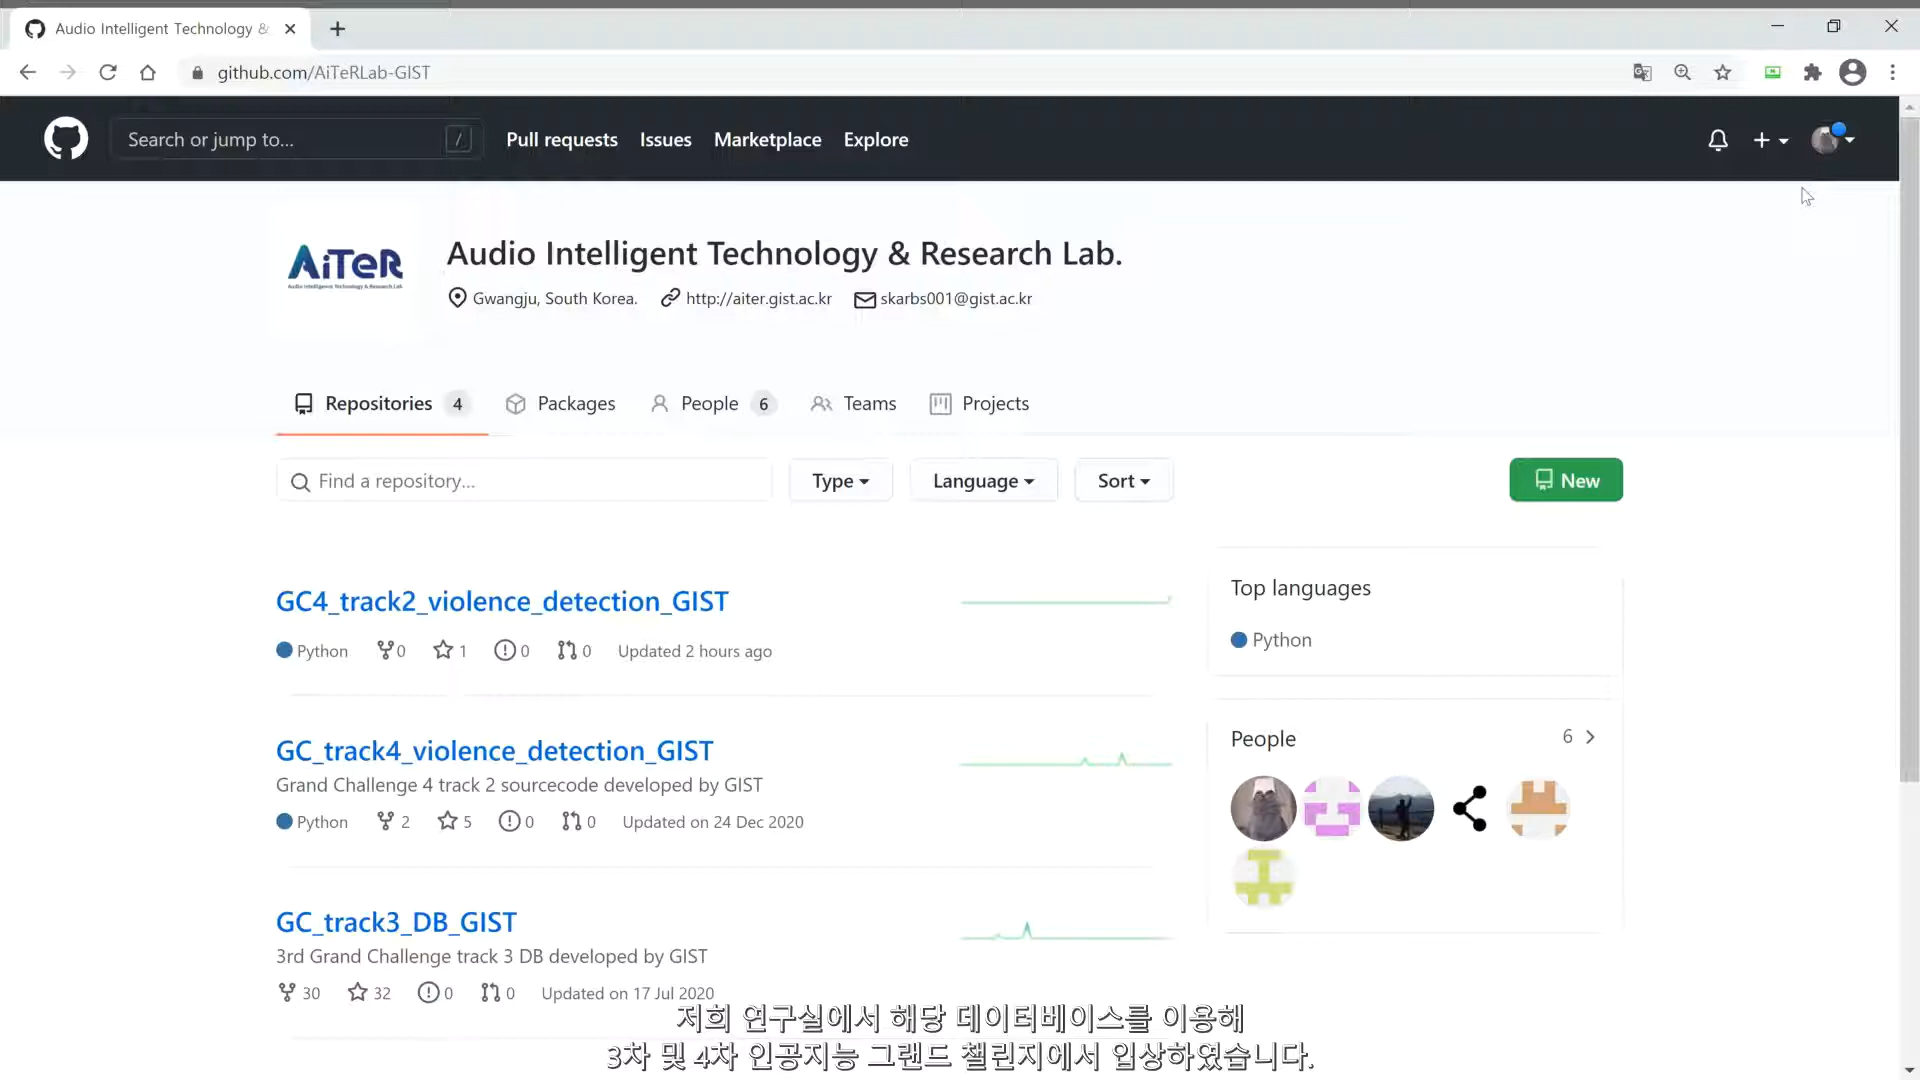 Audio Intelligent Technology &
github.com/AiTeRLab-GIST
Search or jump to... /
Pull requests Issues Marketplace Explore
AiTeR
Audio Intelligent Technology & Research Lab.
Audio Intelligent Technology & Research Lab.
Gwangju, South Korea. http://aiter.gist.ac.kr skarbs001@gist.ac.kr
Repositories 4 Packages People 6 Teams Projects
Find a repository... Type Language Sort New
GC4_track2_violence_detection_GIST
Python 0 1 0 0 Updated 2 hours ago
Top languages
Python
GC_track4_violence_detection_GIST
Grand Challenge 4 track 2 sourcecode developed by GIST
Python 2 5 0 0 Updated on 24 Dec 2020
People 6
GC_track3_DB_GIST
3rd Grand Challenge track 3 DB developed by GIST
30 32 0 0 Updated on 17 Jul 2020
저희 연구실에서 해당 데이터베이스를 이용해
3차 및 4차 인공지능 그랜드 챌린지에서 입상하였습니다.